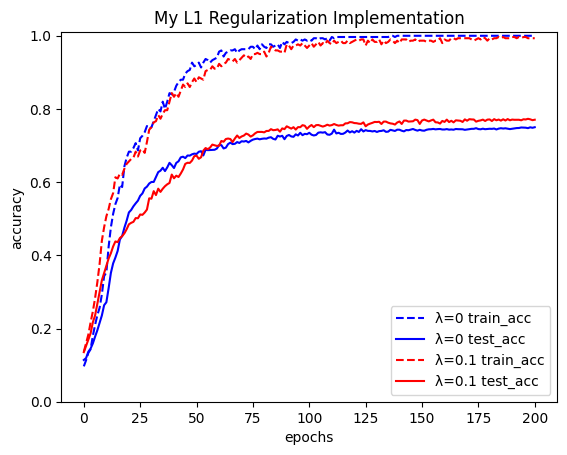 My L1 Regularization Implementation
accuracy
1.0
0.8
0.6
0.4
0.2
0.0
0 25 50 75 100 125 150 175 200
epochs
λ=0 train_acc
λ=0 test_acc
λ=0.1 train_acc
λ=0.1 test_acc